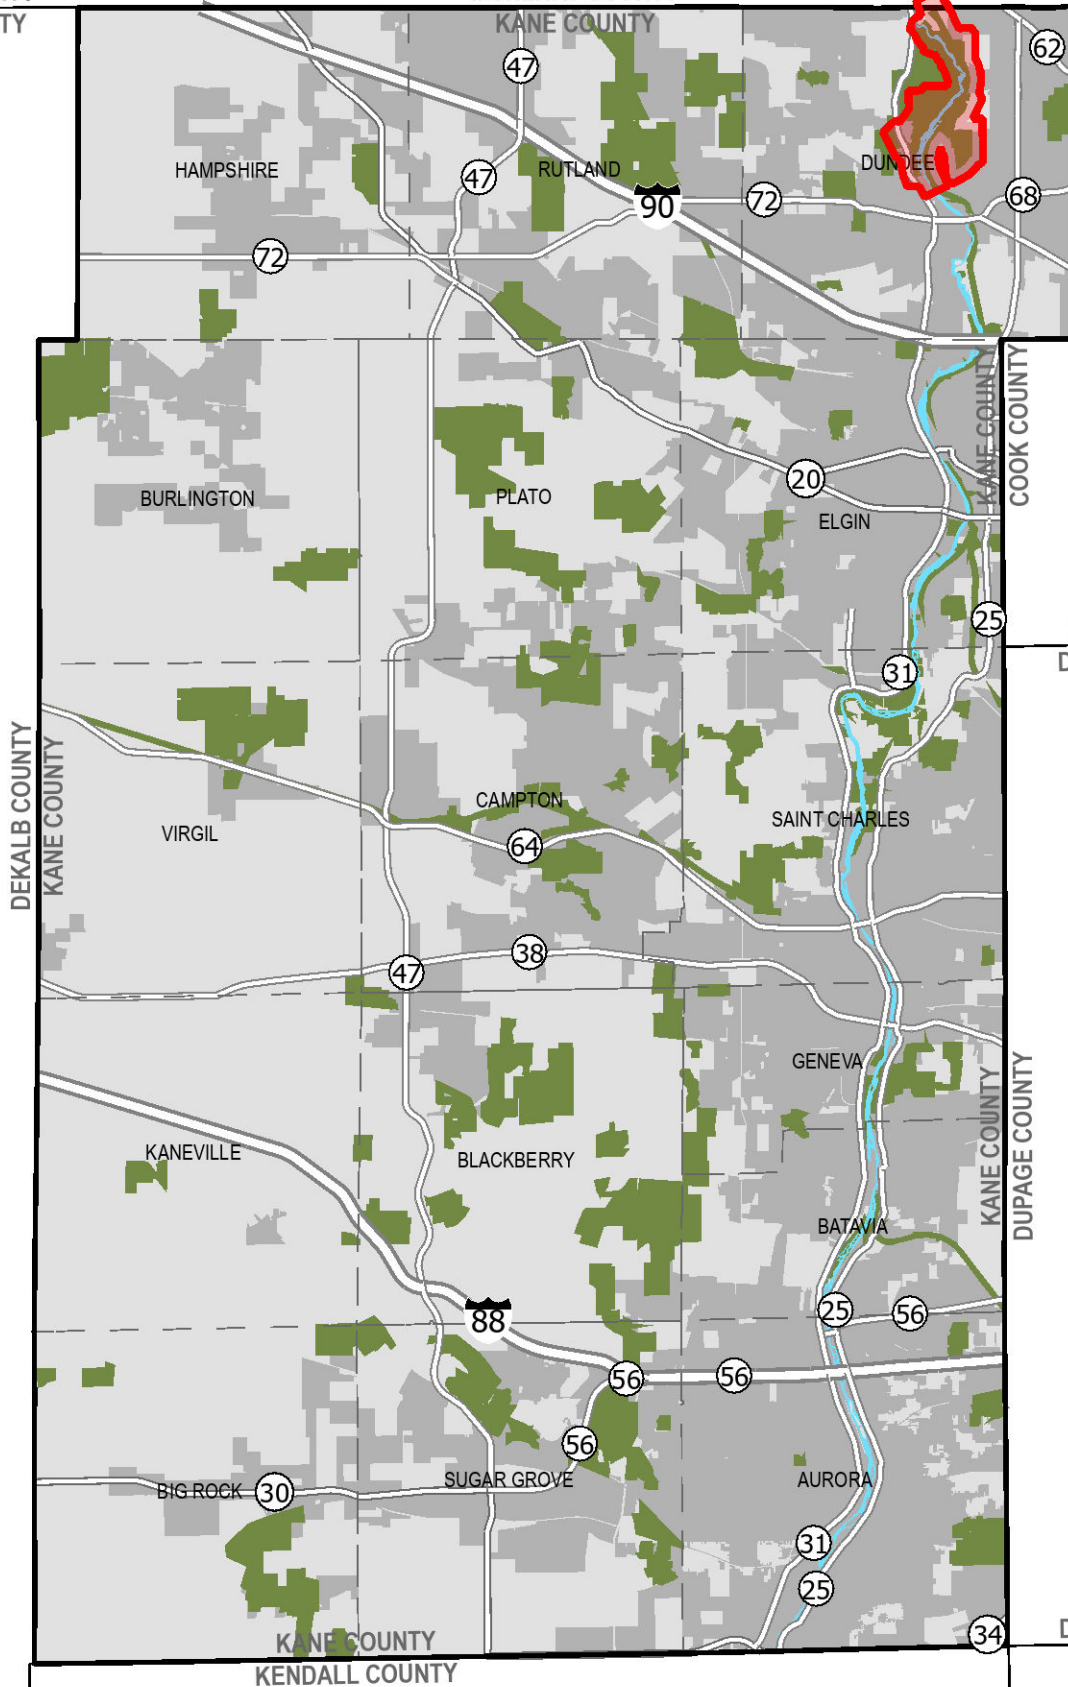 TY
KANE COUNTY
62
47
HAMPSHIRE
47
RUTLAND
DUNDEE
90
72
68
72
KANE COUNTY
COOK COUNTY
BURLINGTON
PLATO
20
ELGIN
25
31
D
DEKALB COUNTY
KANE COUNTY
VIRGIL
CAMPTON
SAINT CHARLES
64
38
47
GENEVA
KANE COUNTY
DUPAGE COUNTY
KANEVILLE
BLACKBERRY
BATAVIA
25
56
88
56
56
56
BIG ROCK
30
SUGAR GROVE
AURORA
31
25
34
D
KANE COUNTY
KENDALL COUNTY